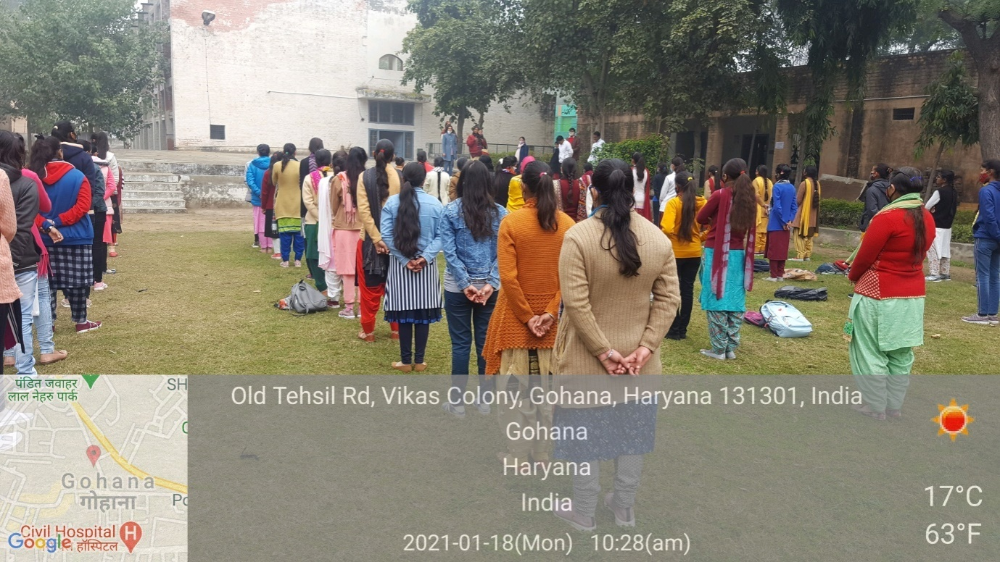 पंडित जवाहर
लाल नेहरु पार्क
SH
Gohana
गोहाना
Po
Civil Hospital
हॉस्पिटल
Google
Old Tehsil Rd, Vikas Colony, Gohana, Haryana 131301, India
Gohana
Haryana
India
2021-01-18(Mon) 10:28(am)
17°C
63°F